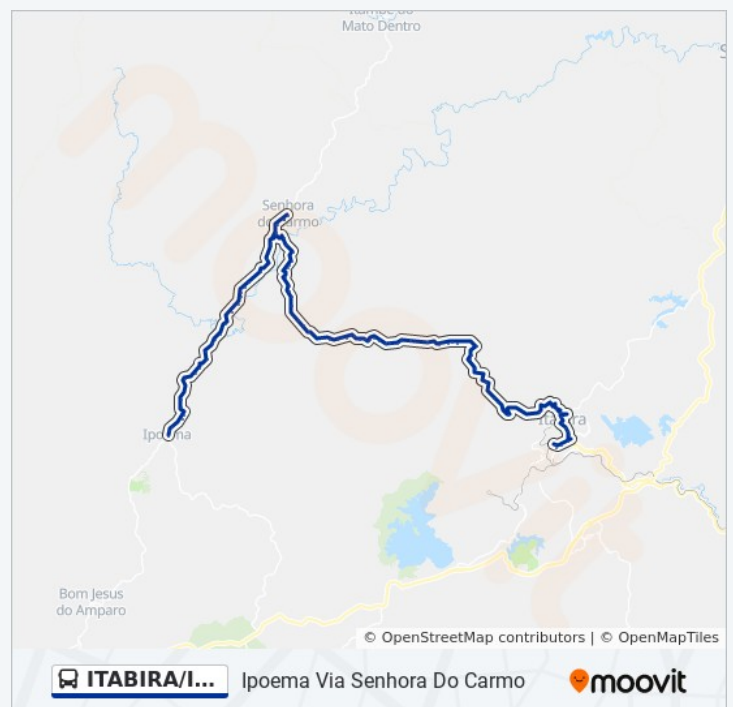 Mato Dentro
Senhora
do Carmo
Itabira
Ipoema
Bom Jesus
do Amparo
© OpenStreetMap contributors | © OpenMapTiles
ITABIRA/I...
Ipoema Via Senhora Do Carmo
moovit